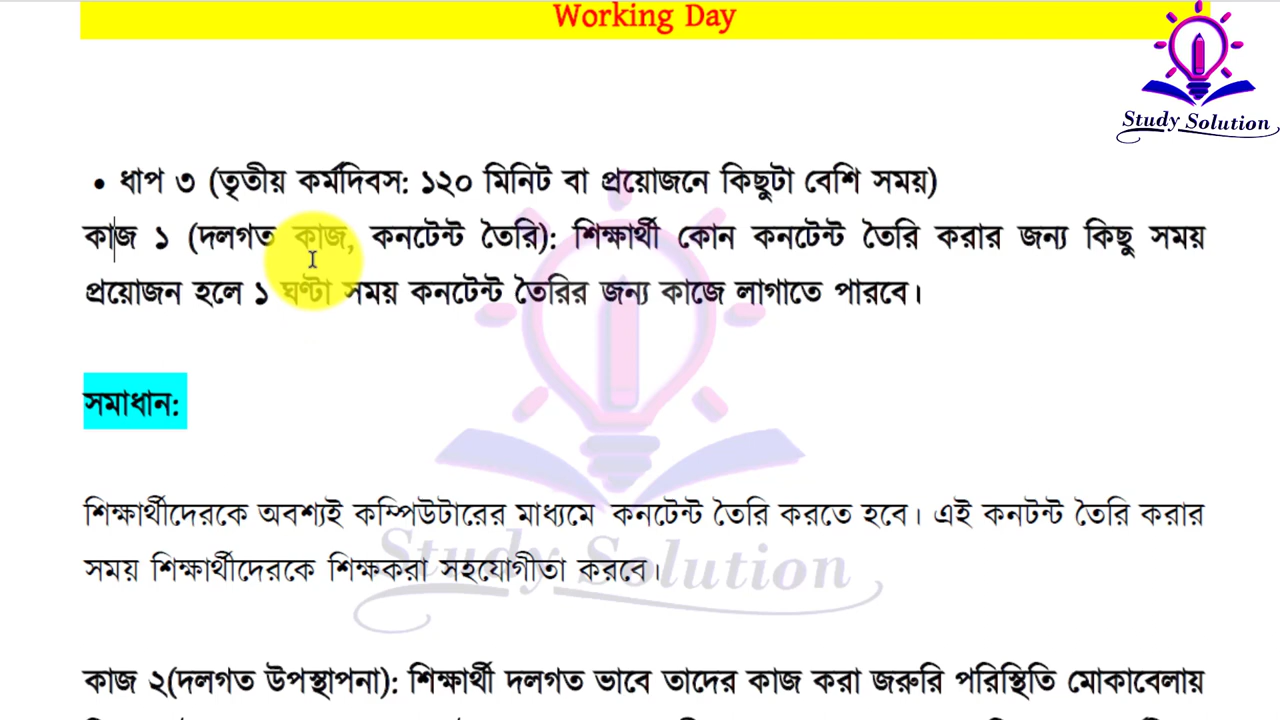 Working Day
Study Solution
• ধাপ ৩ (তৃতীয় কর্মদিবস: ১২০ মিনিট বা প্রয়োজনে কিছুটা বেশি সময়)
কাজ ১ (দলগত কাজ, কনটেন্ট তৈরি): শিক্ষার্থী কোন কনটেন্ট তৈরি করার জন্য কিছু সময়
প্রয়োজন হলে ১ ঘণ্টা সময় কনটেন্ট তৈরির জন্য কাজে লাগাতে পারবে।
সমাধান:
শিক্ষার্থীদেরকে অবশ্যই কম্পিউটারের মাধ্যমে কনটেন্ট তৈরি করতে হবে। এই কনটন্ট তৈরি করার
সময় শিক্ষার্থীদেরকে শিক্ষকরা সহযোগীতা করবে।
Study Solution
কাজ ২(দলগত উপস্থাপনা): শিক্ষার্থী দলগত ভাবে তাদের কাজ করা জরুরি পরিস্থিতি মোকাবেলায়